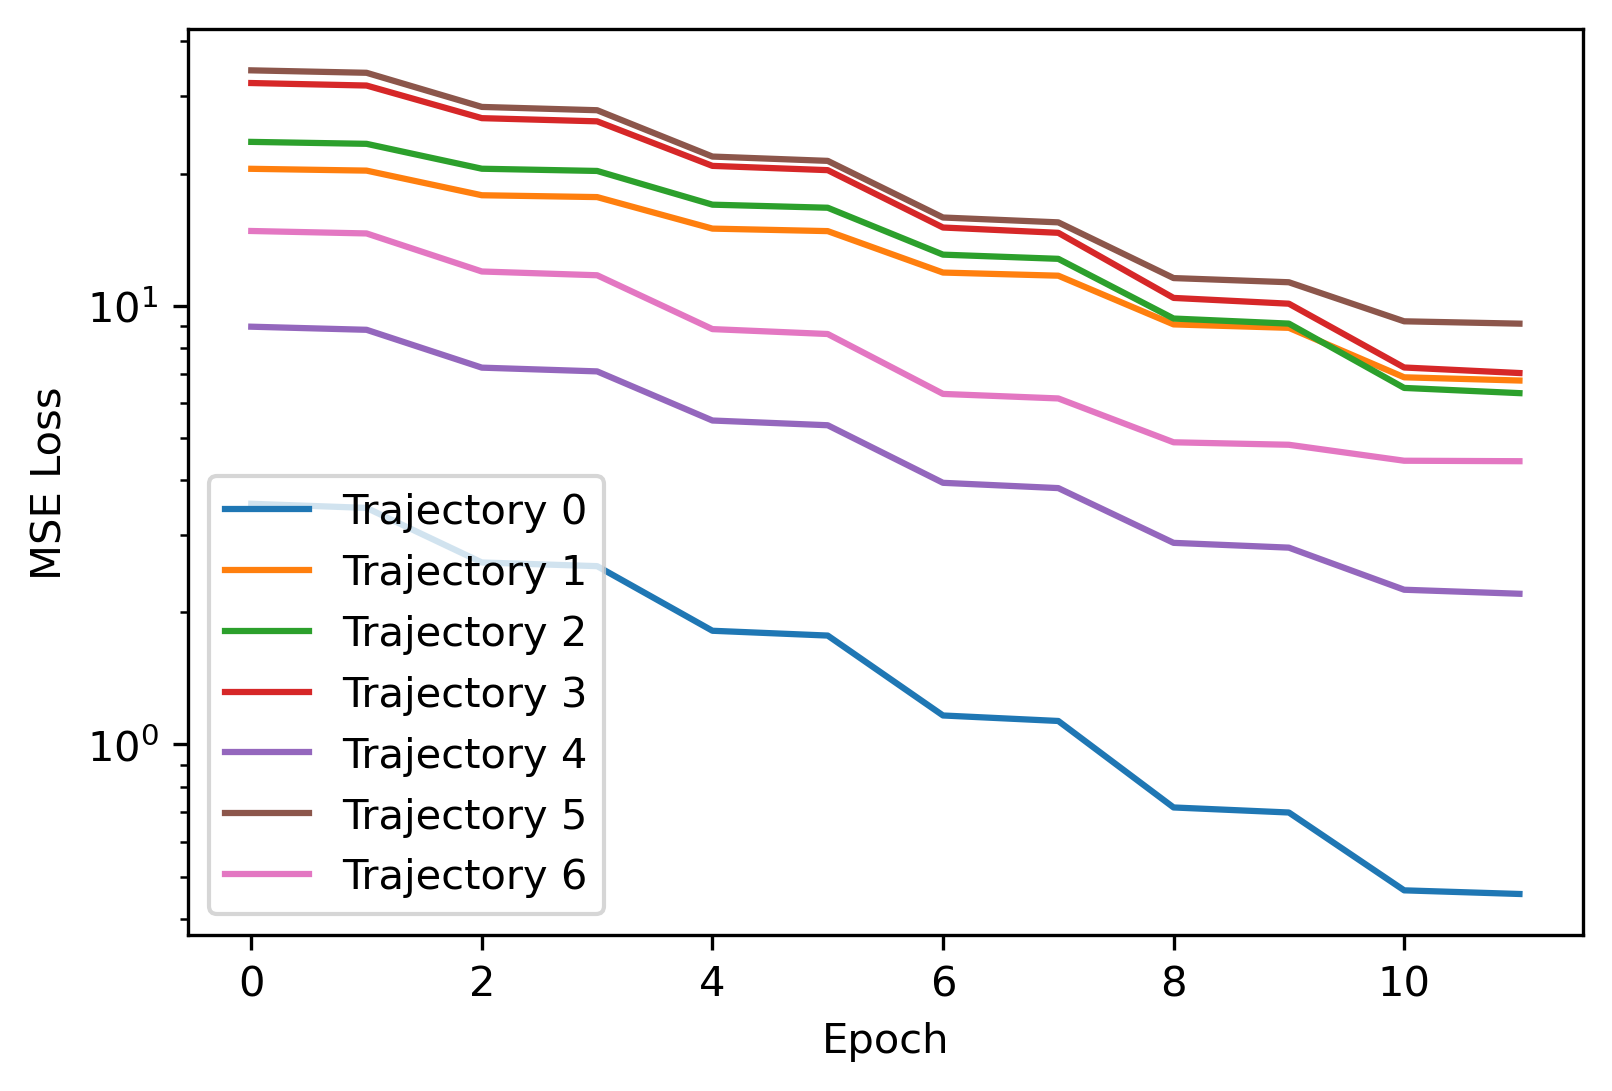 MSE Loss
10¹
10⁰
Trajectory 0
Trajectory 1
Trajectory 2
Trajectory 3
Trajectory 4
Trajectory 5
Trajectory 6
0 2 4 6 8 10
Epoch